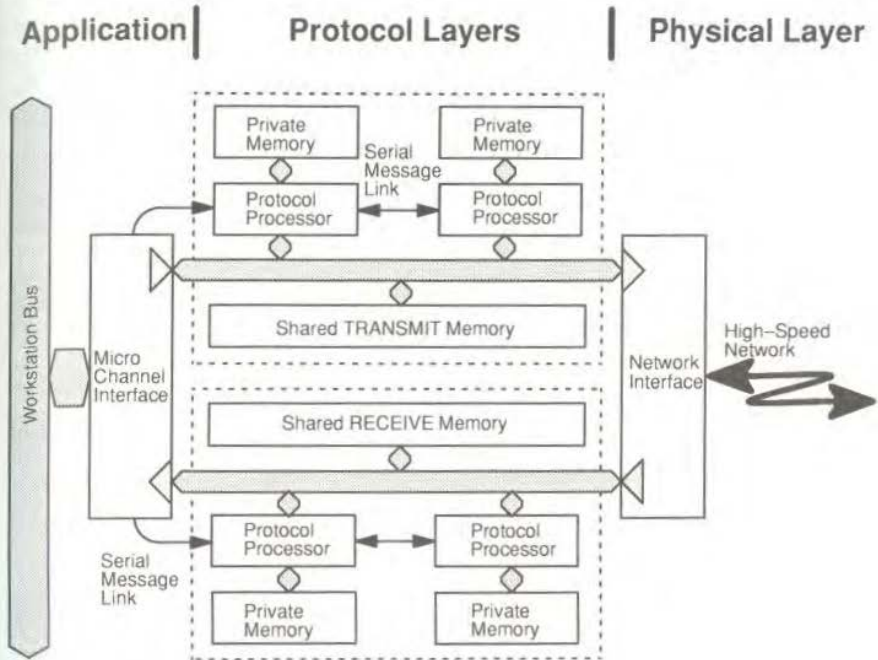 Application
Protocol Layers
Physical Layer
Private
Memory
Private
Memory
Serial
Message
Link
Protocol
Processor
Protocol
Processor
Shared TRANSMIT Memory
Workstation Bus
Micro
Channel
Interface
Network
Interface
High-Speed
Network
Shared RECEIVE Memory
Protocol
Processor
Protocol
Processor
Serial
Message
Link
Private
Memory
Private
Memory